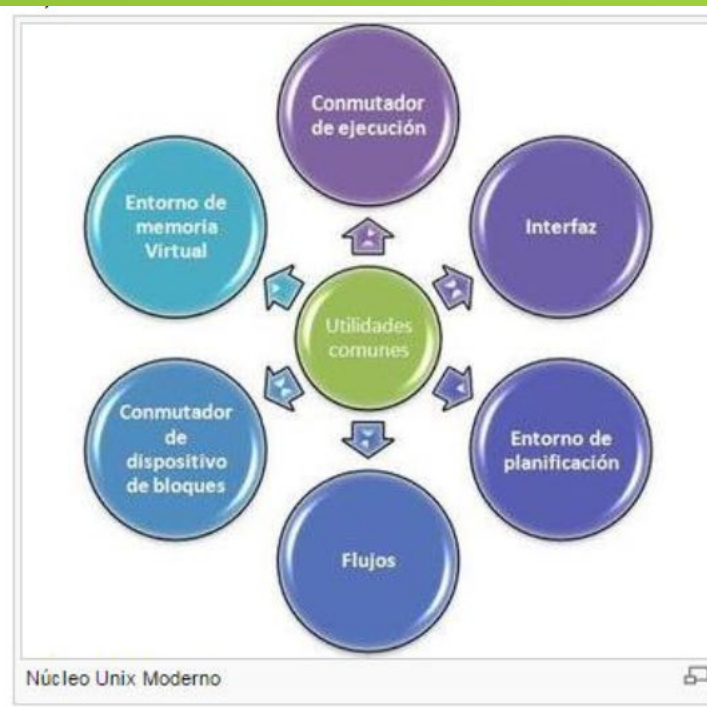 Conmutador
de ejecución
Entorno de
memoria
Virtual
Interfaz
Utilidades
comunes
Conmutador
de
dispositivo
de bloques
Entorno de
planificación
Flujos
Núcleo Unix Moderno